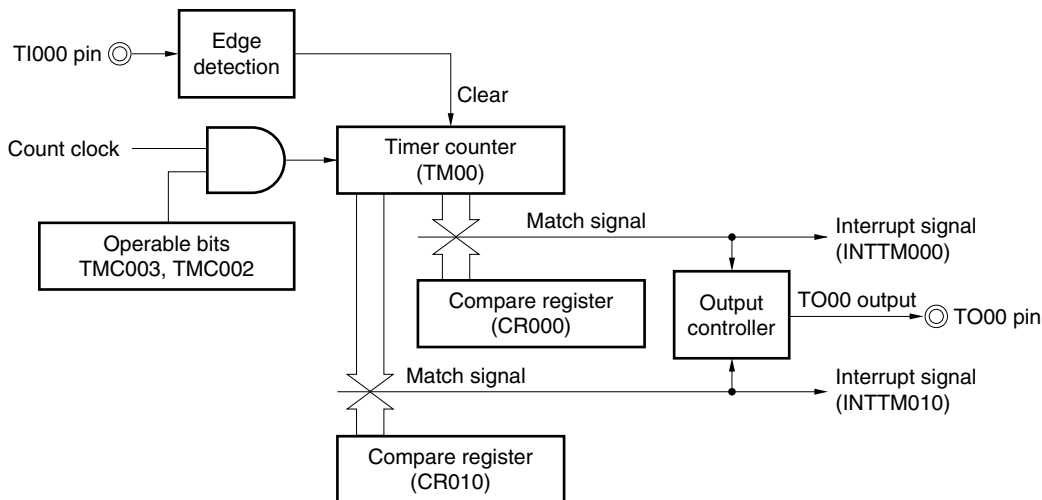 TI000 pin
Edge
detection
Clear
Count clock
Timer counter
(TM00)
Operable bits
TMC003, TMC002
Match signal
Interrupt signal
(INTTM000)
Compare register
(CR000)
Output
controller
TO00 output
TO00 pin
Match signal
Interrupt signal
(INTTM010)
Compare register
(CR010)